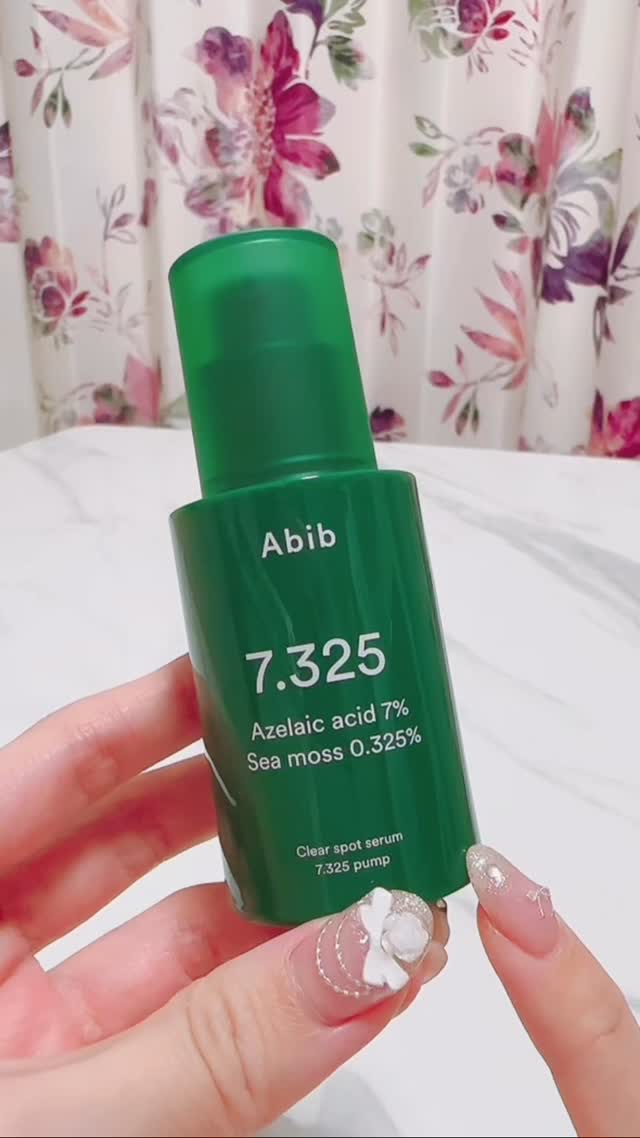 Abib
7.325
Azelaic acid 7%
Sea moss 0.325%
Clear spot serum
7.325 pump